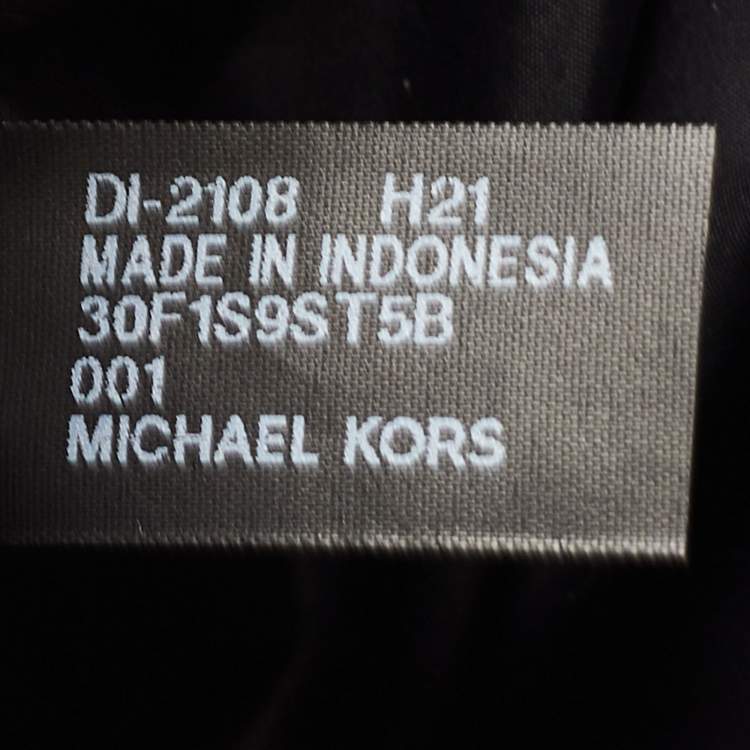 DI-2108 H21
MADE IN INDONESIA
30F1S9ST5B
001
MICHAEL KORS